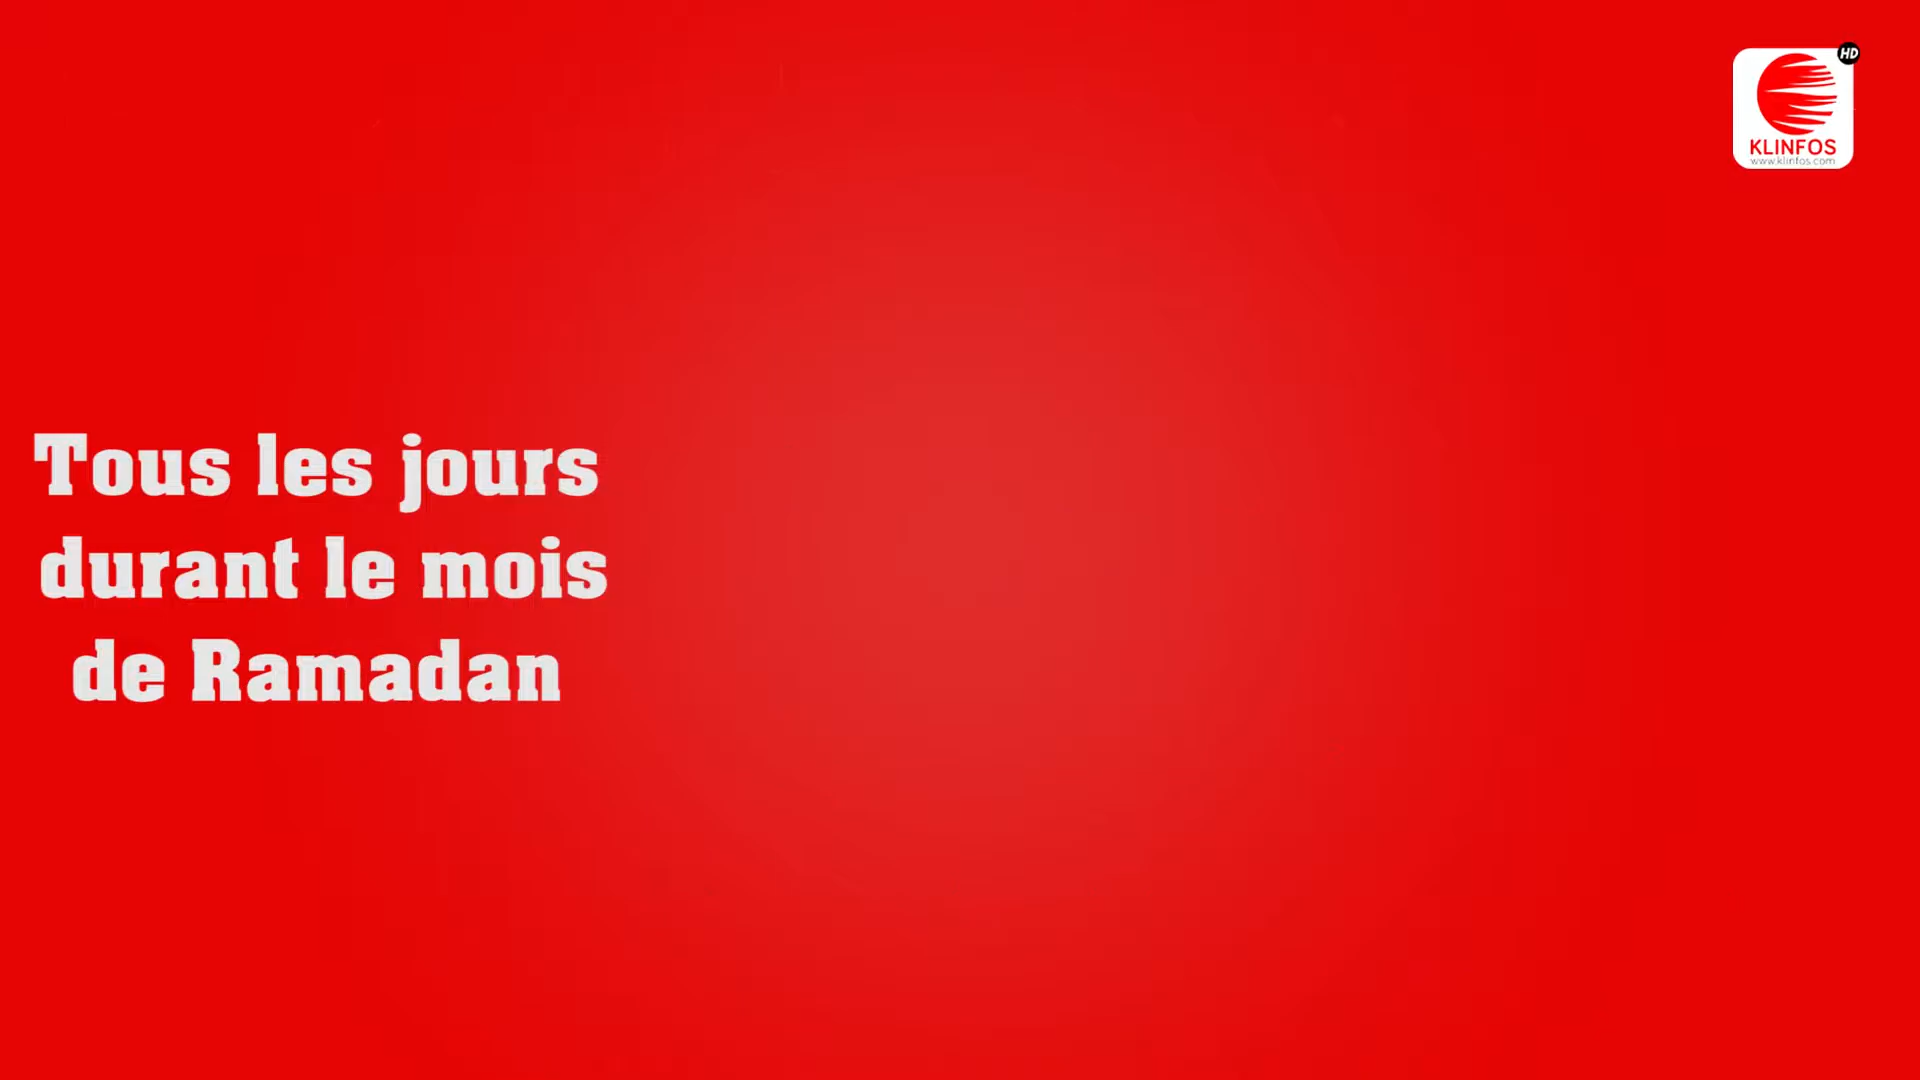 HD
KLINFOS
www.klinfos.com
Tous les jours
durant le mois
de Ramadan